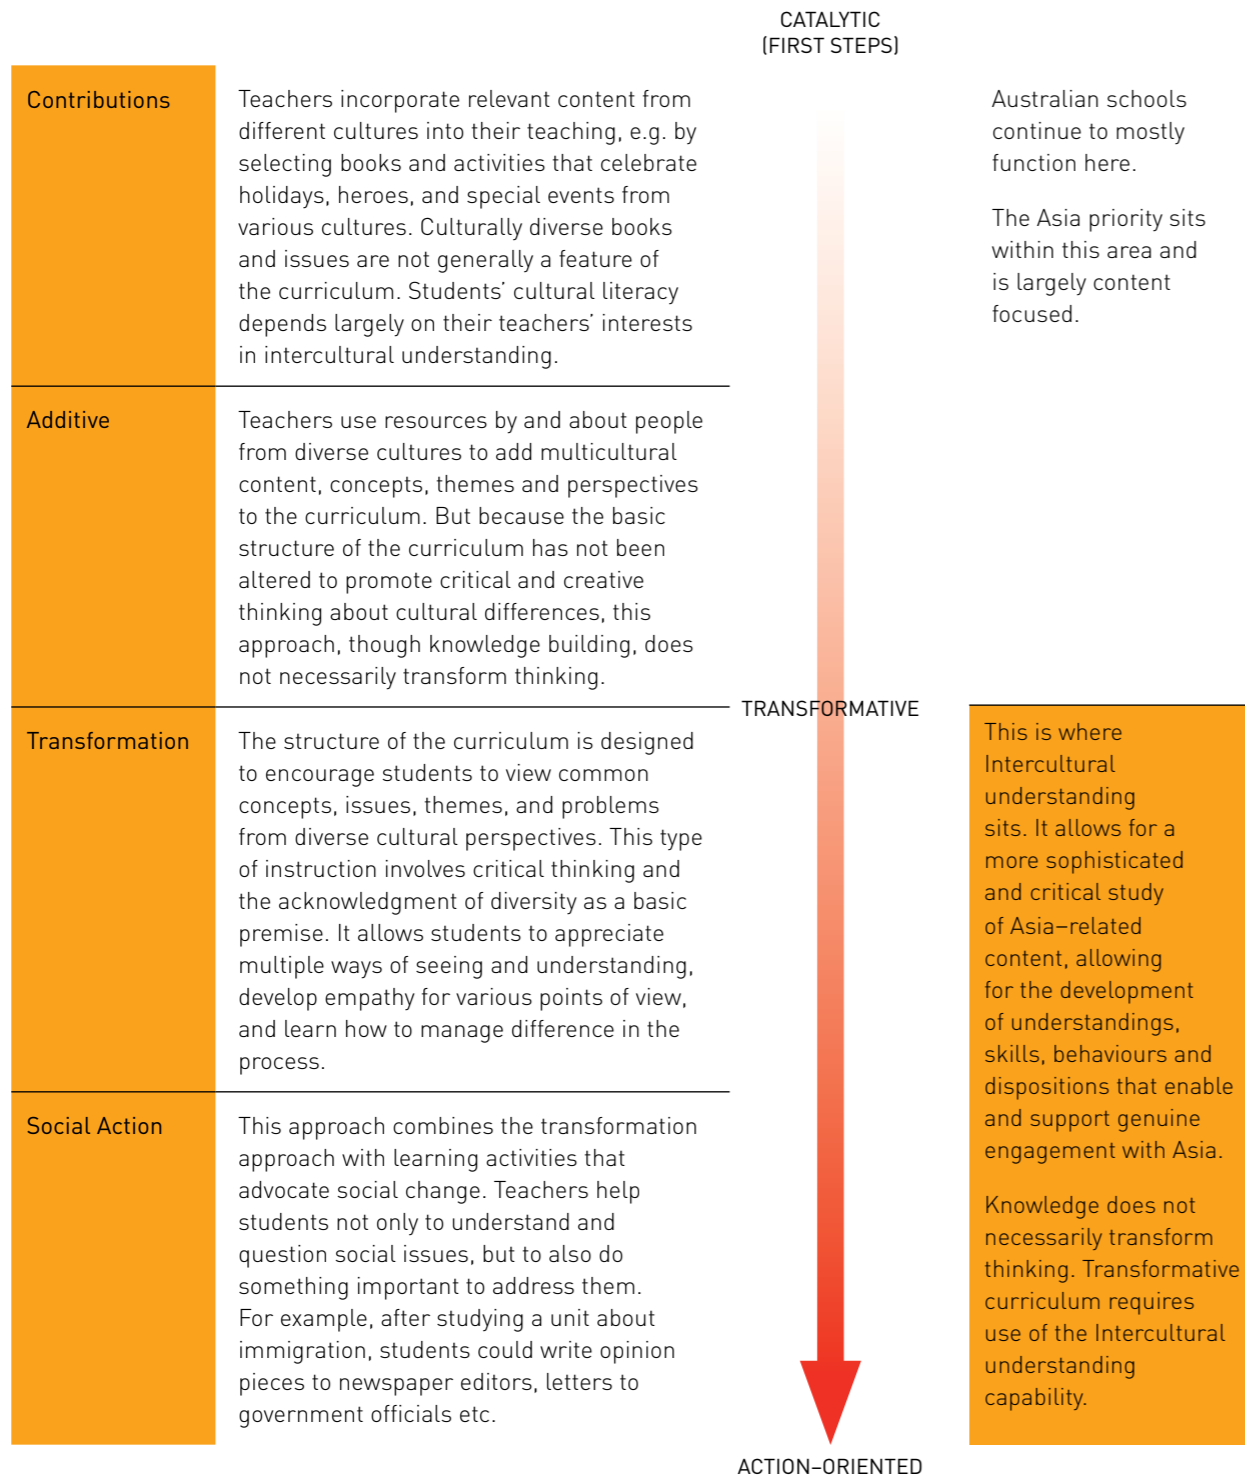 CATALYTIC
(FIRST STEPS)
Contributions
Teachers incorporate relevant content from
different cultures into their teaching, e.g. by
selecting books and activities that celebrate
holidays, heroes, and special events from
various cultures. Culturally diverse books
and issues are not generally a feature of
the curriculum. Students’ cultural literacy
depends largely on their teachers’ interests
in intercultural understanding.
Australian schools
continue to mostly
function here.
The Asia priority sits
within this area and
is largely content
focused.
Additive
Teachers use resources by and about people
from diverse cultures to add multicultural
content, concepts, themes and perspectives
to the curriculum. But because the basic
structure of the curriculum has not been
altered to promote critical and creative
thinking about cultural differences, this
approach, though knowledge building, does
not necessarily transform thinking.
TRANSFORMATIVE
Transformation
The structure of the curriculum is designed
to encourage students to view common
concepts, issues, themes, and problems
from diverse cultural perspectives. This type
of instruction involves critical thinking and
the acknowledgment of diversity as a basic
premise. It allows students to appreciate
multiple ways of seeing and understanding,
develop empathy for various points of view,
and learn how to manage difference in the
process.
This is where
Intercultural
understanding
sits. It allows for a
more sophisticated
and critical study
of Asia–related
content, allowing
for the development
of understandings,
skills, behaviours and
dispositions that enable
and support genuine
engagement with Asia.
Knowledge does not
necessarily transform
thinking. Transformative
curriculum requires
use of the Intercultural
understanding
capability.
Social Action
This approach combines the transformation
approach with learning activities that
advocate social change. Teachers help
students not only to understand and
question social issues, but to also do
something important to address them.
For example, after studying a unit about
immigration, students could write opinion
pieces to newspaper editors, letters to
government officials etc.
ACTION–ORIENTED